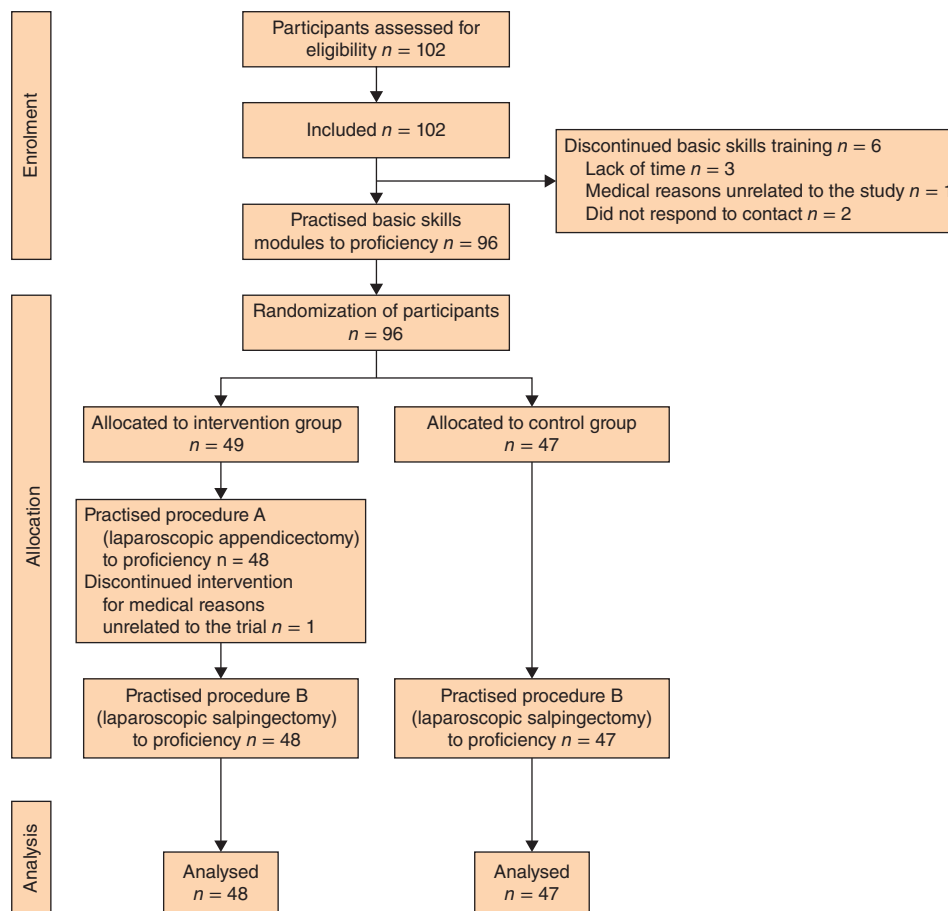 Enrolment
Participants assessed for
eligibility n = 102
Included n = 102
Discontinued basic skills training n = 6
Lack of time n = 3
Medical reasons unrelated to the study n = 1
Did not respond to contact n = 2
Practised basic skills
modules to proficiency n = 96
Allocation
Randomization of participants
n = 96
Allocated to intervention group
n = 49
Allocated to control group
n = 47
Practised procedure A
(laparoscopic appendicectomy)
to proficiency n = 48
Discontinued intervention
for medical reasons
unrelated to the trial n = 1
Practised procedure B
(laparoscopic salpingectomy)
to proficiency n = 48
Practised procedure B
(laparoscopic salpingectomy)
to proficiency n = 47
Analysis
Analysed
n = 48
Analysed
n = 47